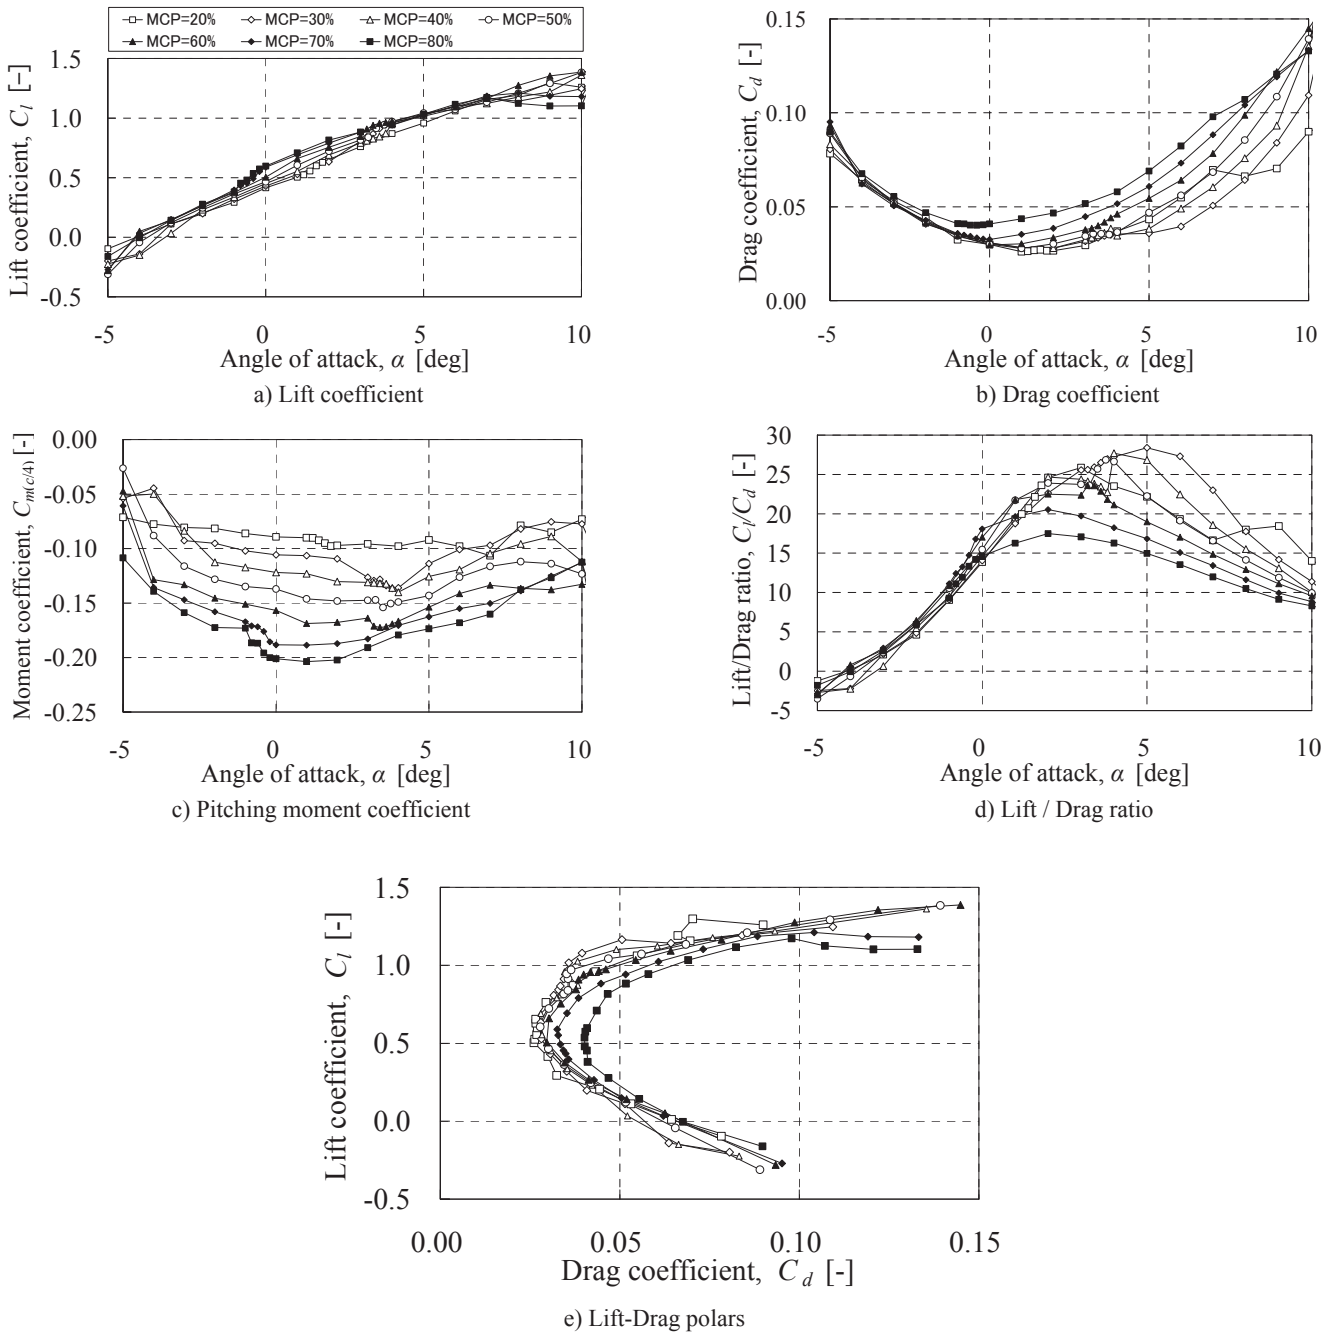 MCP=20% MCP=30% MCP=40% MCP=50%
MCP=60% MCP=70% MCP=80%
Lift coefficient, C_l [-]
1.5
1.0
0.5
0.0
-0.5
-5 0 5 10
Angle of attack, α [deg]
a) Lift coefficient
Drag coefficient, C_d [-]
0.15
0.10
0.05
0.00
-5 0 5 10
Angle of attack, α [deg]
b) Drag coefficient
Moment coefficient, C_m(c/4) [-]
0.00
-0.05
-0.10
-0.15
-0.20
-0.25
-5 0 5 10
Angle of attack, α [deg]
c) Pitching moment coefficient
Lift/Drag ratio, C_l/C_d [-]
30
25
20
15
10
5
0
-5
-5 0 5 10
Angle of attack, α [deg]
d) Lift / Drag ratio
Lift coefficient, C_l [-]
1.5
1.0
0.5
0.0
-0.5
0.00 0.05 0.10 0.15
Drag coefficient, C_d [-]
e) Lift-Drag polars